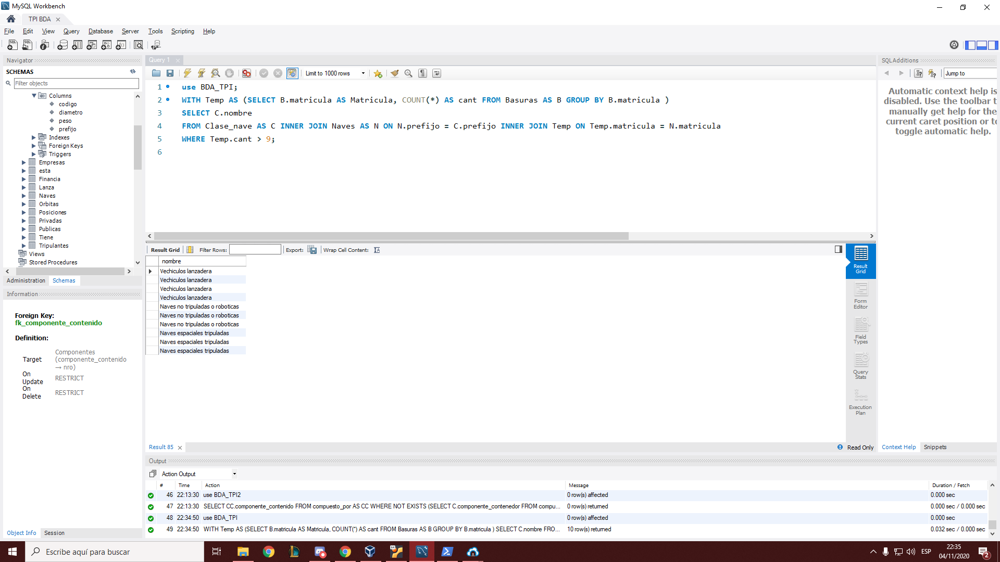 MySQL Workbench
TPI BDA
File Edit View Query Database Server Tools Scripting Help
Navigator
SCHEMAS
Filter objects
Columns
codigo
diametro
peso
prefijo
Indexes
Foreign Keys
Triggers
Empresas
esta
Financia
Lanza
Naves
Orbitas
Posiciones
Privadas
Publicas
Tiene
Tripulantes
Views
Stored Procedures
Administration Schemas
Information
Foreign Key:
fk_componente_contenido
Definition:
Target Componentes (componente_contenido → nro)
On Update RESTRICT
On Delete RESTRICT
Object Info Session
Query 1
Limit to 1000 rows
1 use BDA_TPI;
2 WITH Temp AS (SELECT B.matricula AS Matricula, COUNT(*) AS cant FROM Basuras AS B GROUP BY B.matricula )
3 SELECT C.nombre
4 FROM Clase_nave AS C INNER JOIN Naves AS N ON N.prefijo = C.prefijo INNER JOIN Temp ON Temp.matricula = N.matricula
5 WHERE Temp.cant > 9;
6
Result Grid Filter Rows: Export: Wrap Cell Content:
nombre
Vechiculos lanzadera
Vechiculos lanzadera
Vechiculos lanzadera
Vechiculos lanzadera
Naves no tripuladas o roboticas
Naves no tripuladas o roboticas
Naves no tripuladas o roboticas
Naves espaciales tripuladas
Naves espaciales tripuladas
Naves espaciales tripuladas
Result Grid
Form Editor
Field Types
Query Stats
Execution Plan
Result 85
Read Only
SQLAdditions
Jump to
Automatic context help is
disabled. Use the toolbar t
manually get help for the
current caret position or to
toggle automatic help.
Context Help Snippets
Output
Action Output
# Time Action Message Duration / Fetch
46 22:13:30 use BDA_TPI2 0 row(s) affected 0.000 sec
47 22:13:30 SELECT CC.componente_contenido FROM compuesto_por AS CC WHERE NOT EXISTS (SELECT C.componente_contenedor FROM compu... 0 row(s) returned 0.000 sec / 0.000 sec
48 22:34:50 use BDA_TPI 0 row(s) affected 0.000 sec
49 22:34:50 WITH Temp AS (SELECT B.matricula AS Matricula, COUNT(*) AS cant FROM Basuras AS B GROUP BY B.matricula ) SELECT C.nombre FRO... 10 row(s) returned 0.032 sec / 0.000 sec
Escribe aquí para buscar
ESP
22:35
04/11/2020
2